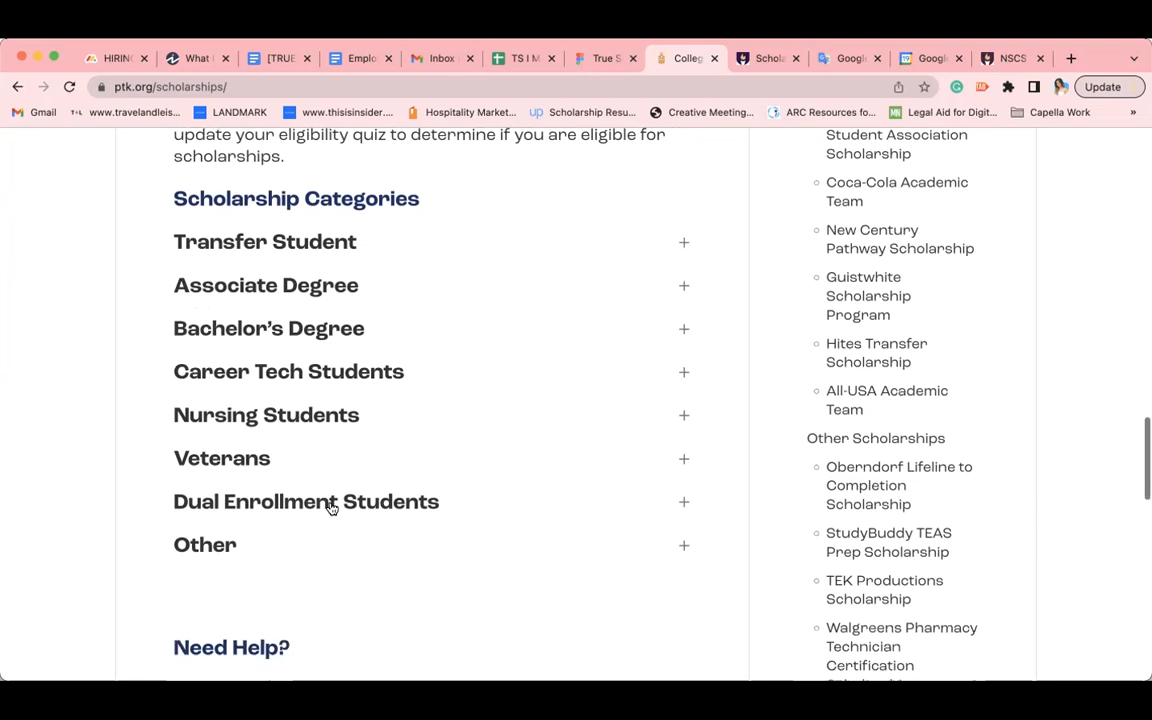 HIRING
What
[TRUE
Emplo
Inbox
TS I M
True S
Colleg
Schola
Google
Google
NSCS
ptk.org/scholarships/
Update
Gmail
www.travelandleis...
LANDMARK
www.thisisinsider....
Hospitality Market...
Scholarship Resu...
Creative Meeting...
ARC Resources fo...
Legal Aid for Digit...
Capella Work
»
update your eligibility quiz to determine if you are eligible for
scholarships.
Scholarship Categories
Transfer Student +
Associate Degree +
Bachelor's Degree +
Career Tech Students +
Nursing Students +
Veterans +
Dual Enrollment Students +
Other +
Need Help?
Student Association
Scholarship
Coca-Cola Academic
Team
New Century
Pathway Scholarship
Guistwhite
Scholarship
Program
Hites Transfer
Scholarship
All-USA Academic
Team
Other Scholarships
Oberndorf Lifeline to
Completion
Scholarship
StudyBuddy TEAS
Prep Scholarship
TEK Productions
Scholarship
Walgreens Pharmacy
Technician
Certification